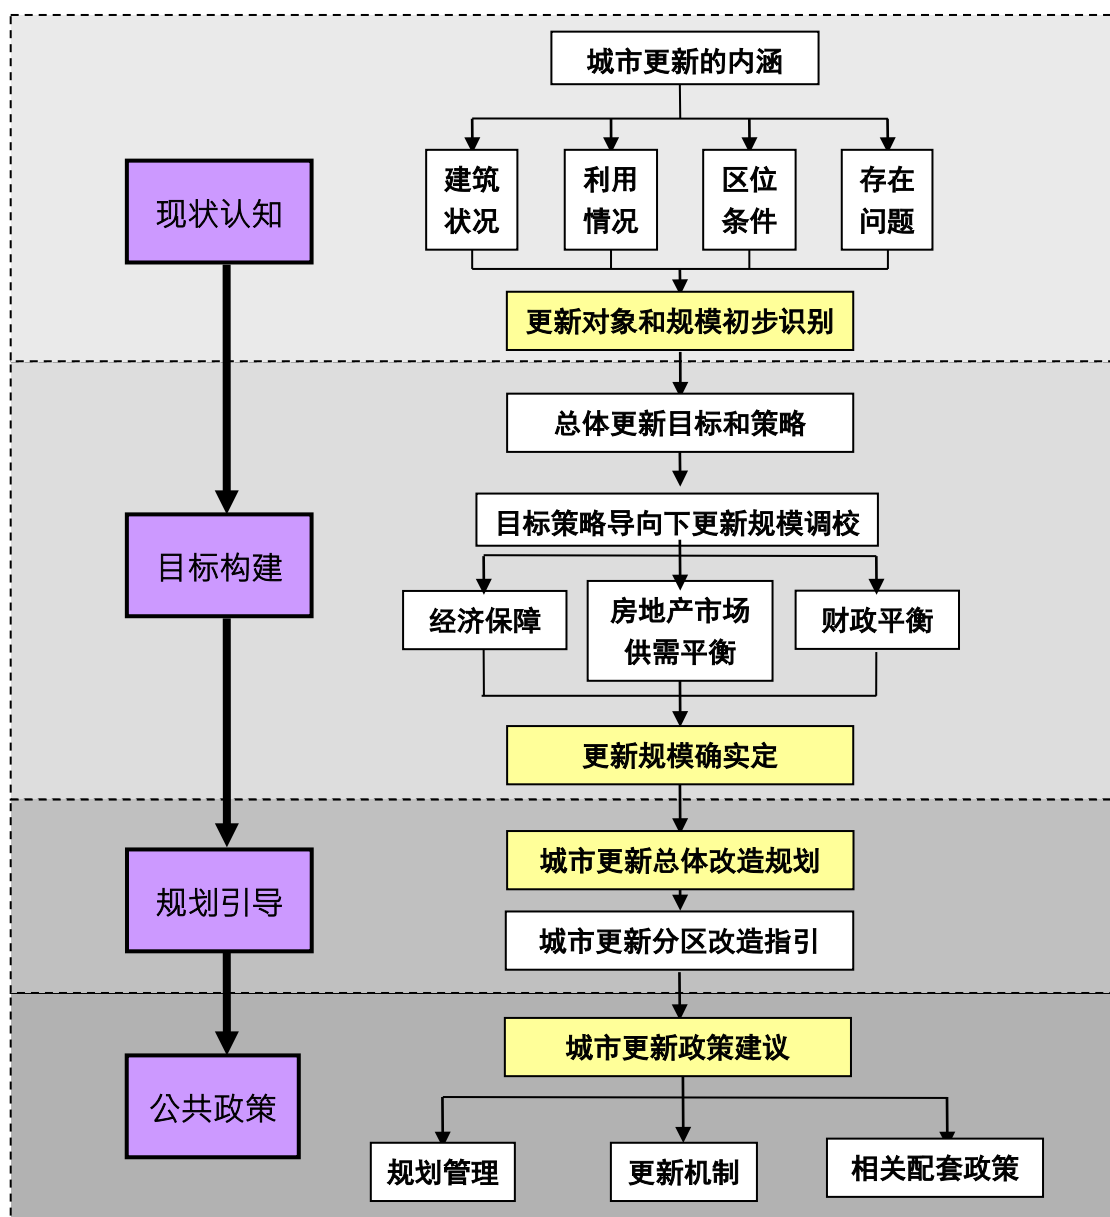 城市更新的内涵
现状认知
建筑
状况
利用
情况
区位
条件
存在
问题
更新对象和规模初步识别
总体更新目标和策略
目标构建
目标策略导向下更新规模调校
经济保障
房地产市场
供需平衡
财政平衡
更新规模确实定
规划引导
城市更新总体改造规划
城市更新分区改造指引
公共政策
城市更新政策建议
规划管理
更新机制
相关配套政策